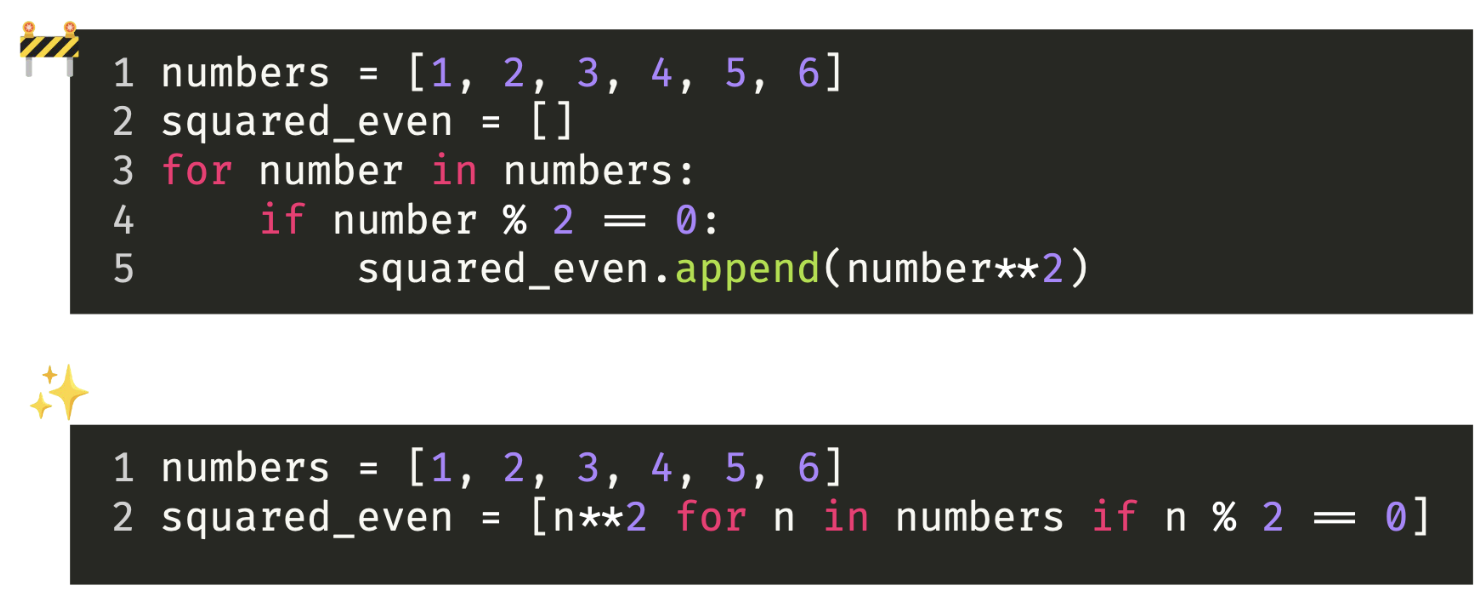 1 numbers = [1, 2, 3, 4, 5, 6]
2 squared_even = []
3 for number in numbers:
4     if number % 2 == 0:
5         squared_even.append(number**2)
1 numbers = [1, 2, 3, 4, 5, 6]
2 squared_even = [n**2 for n in numbers if n % 2 == 0]